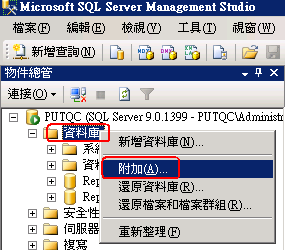 Microsoft SQL Server Management Studio
檔案(F) 編輯(E) 檢視(V) 工具(T) 視窗(W)
新增查詢(N)
物件總管
連接(O)
PUTQC (SQL Server 9.0.1399 - PUTQC\Administr
資料庫
系統
新增資料庫(N)...
資料
附加(A)...
Rep
還原資料庫(R)...
Rep
還原檔案和檔案群組(R)...
安全性
伺服器
重新整理(F)
複寫